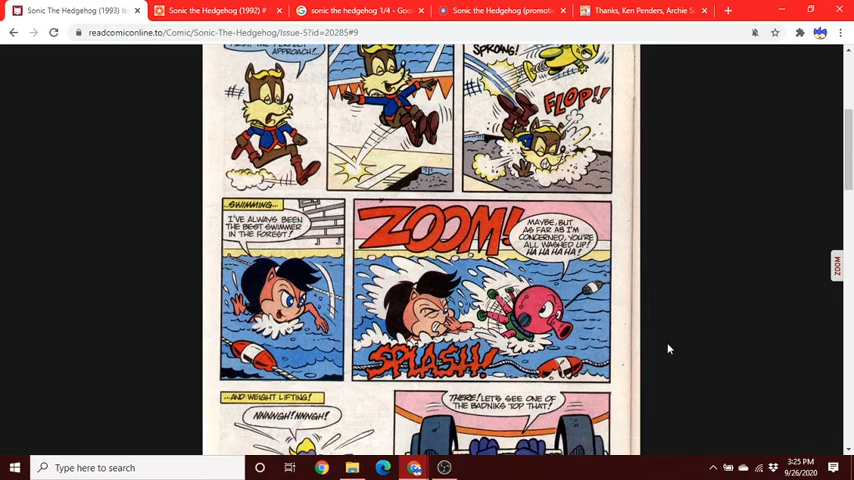 Sonic The Hedgehog (1993) Is
Sonic the Hedgehog (1992) #
sonic the hedgehog 1/4 - Goo
Sonic the Hedgehog (promotio
Thanks, Ken Penders, Archie S
readcomiconline.to/Comic/Sonic-The-Hedgehog/Issue-5?id=20285#9
APPROACH!..
SPRONG!
FLOP!!
...SWIMMING...
I'VE ALWAYS BEEN
THE BEST SWIMMER
IN THE FOREST!
ZOOM!
MAYBE, BUT
AS FAR AS I'M
CONCERNED, YOU'RE
ALL WASHED UP!
HA HA HA HA!
SPLASH!
...AND WEIGHT LIFTING!
NNNNGH! NNNGH!
THERE! LET'S SEE ONE OF
THE BADNIKS TOP THAT!
ZOOM
Type here to search
3:25 PM
9/26/2020